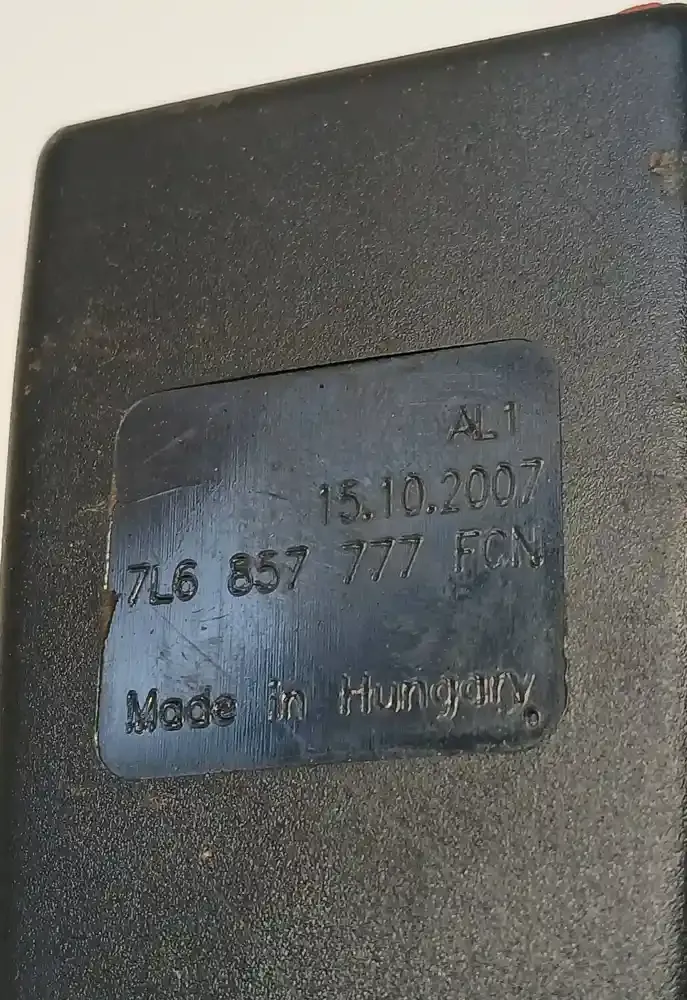 AL1
15.10.2007
7L6 857 777 FCN
Made in Hungary